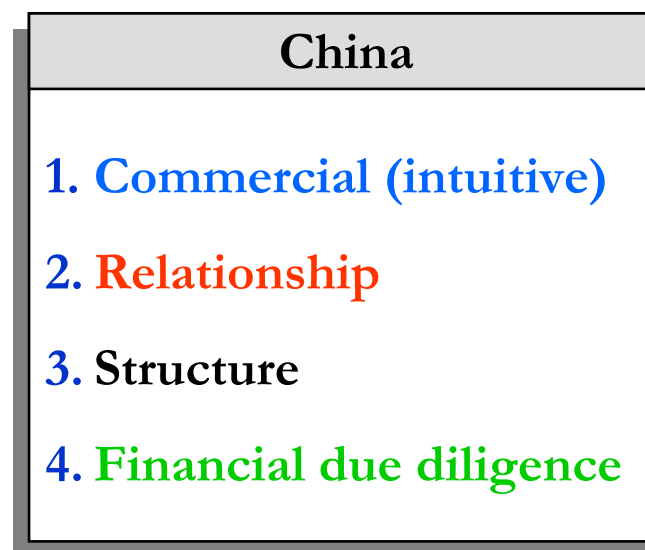 China
1. Commercial (intuitive)
2. Relationship
3. Structure
4. Financial due diligence